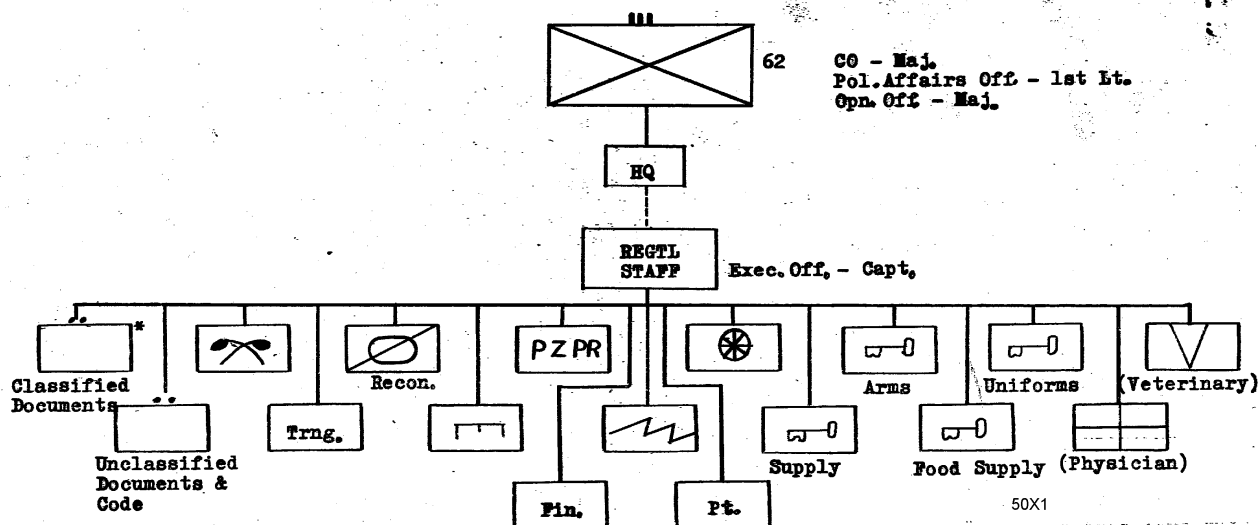 62
CO - Maj.
Pol.Affairs Off - 1st Lt.
Opn. Off - Maj.
HQ
REGTL
STAFF
Exec.Off. - Capt.
*
PZPR
Classified
Documents
Recon.
Arms
Uniforms
(Veterinary)
Unclassified
Documents &
Code
Trng.
Supply
Food Supply
(Physician)
Fin.
Pt.
50X1